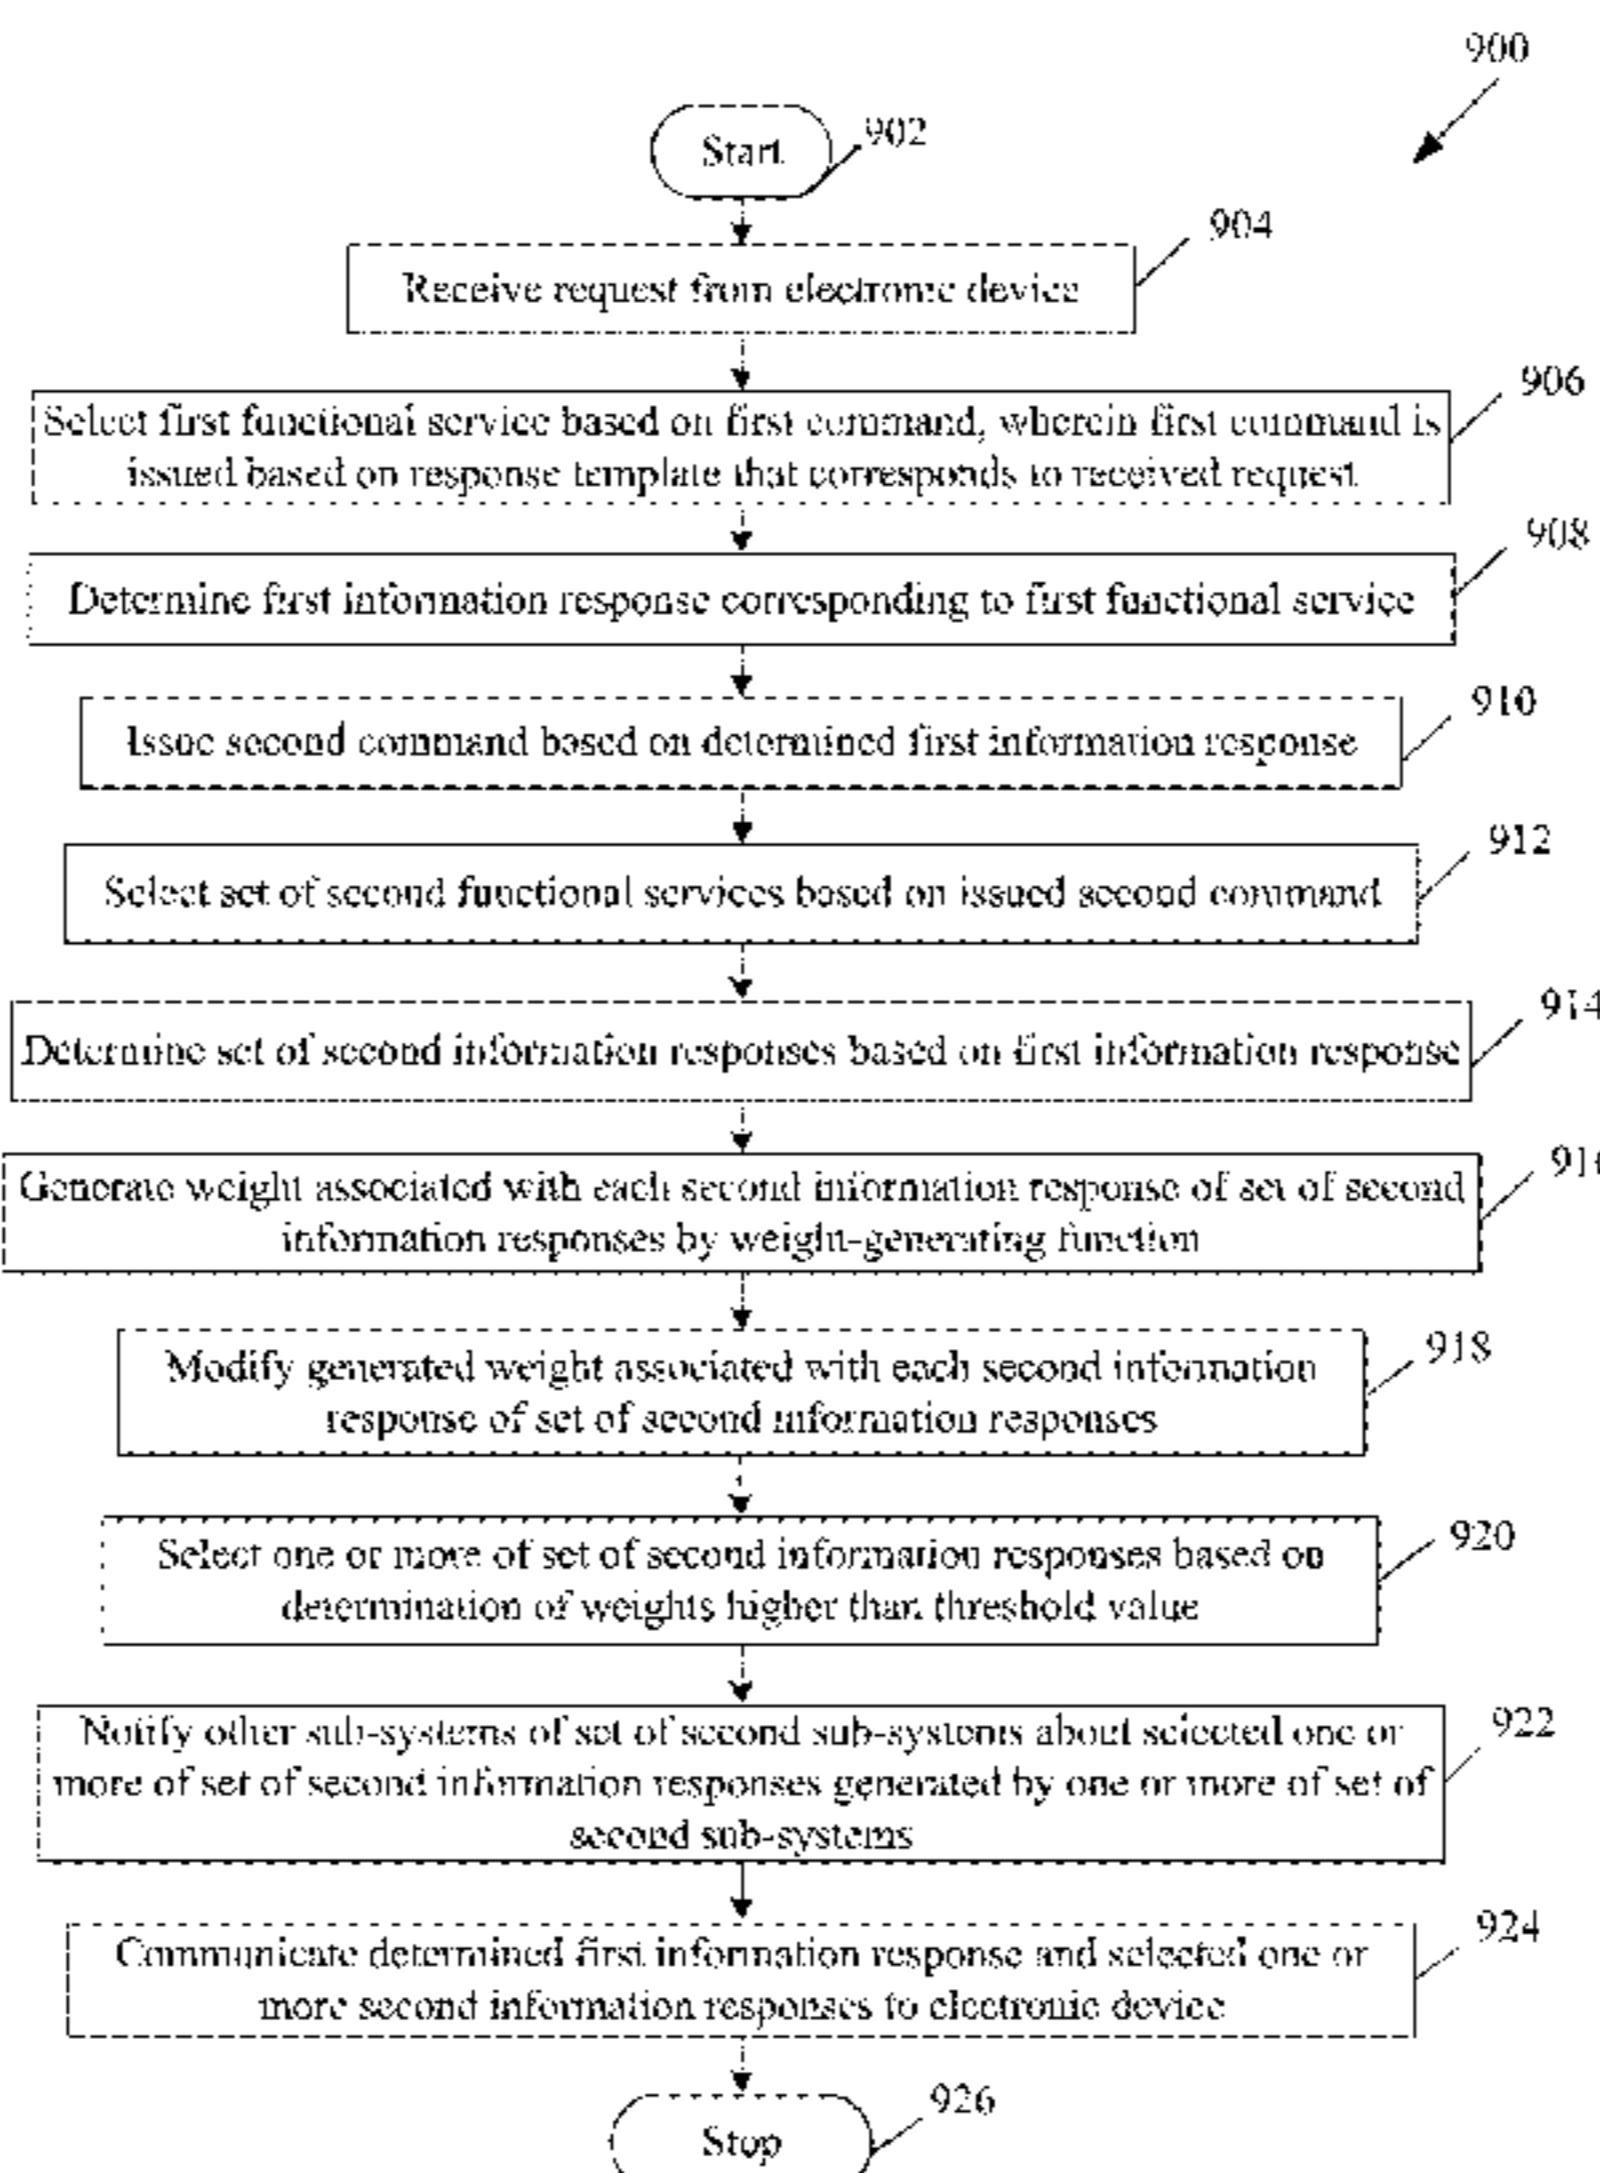 900
Start
902
904
Receive request from electronic device
906
Select first functional service based on first command, wherein first command is
issued based on response template that corresponds to received request
908
Determine first information response corresponding to first functional service
910
Issue second command based on determined first information response
912
Select set of second functional services based on issued second command
914
Determine set of second information responses based on first information response
916
Generate weight associated with each second information response of set of second
information responses by weight-generating function
918
Modify generated weight associated with each second information
response of set of second information responses
920
Select one or more of set of second information responses based on
determination of weights higher than threshold value
922
Notify other sub-systems of set of second sub-systems about selected one or
more of set of second information responses generated by one or more of set of
second sub-systems
924
Communicate determined first information response and selected one or
more second information responses to electronic device
926
Stop